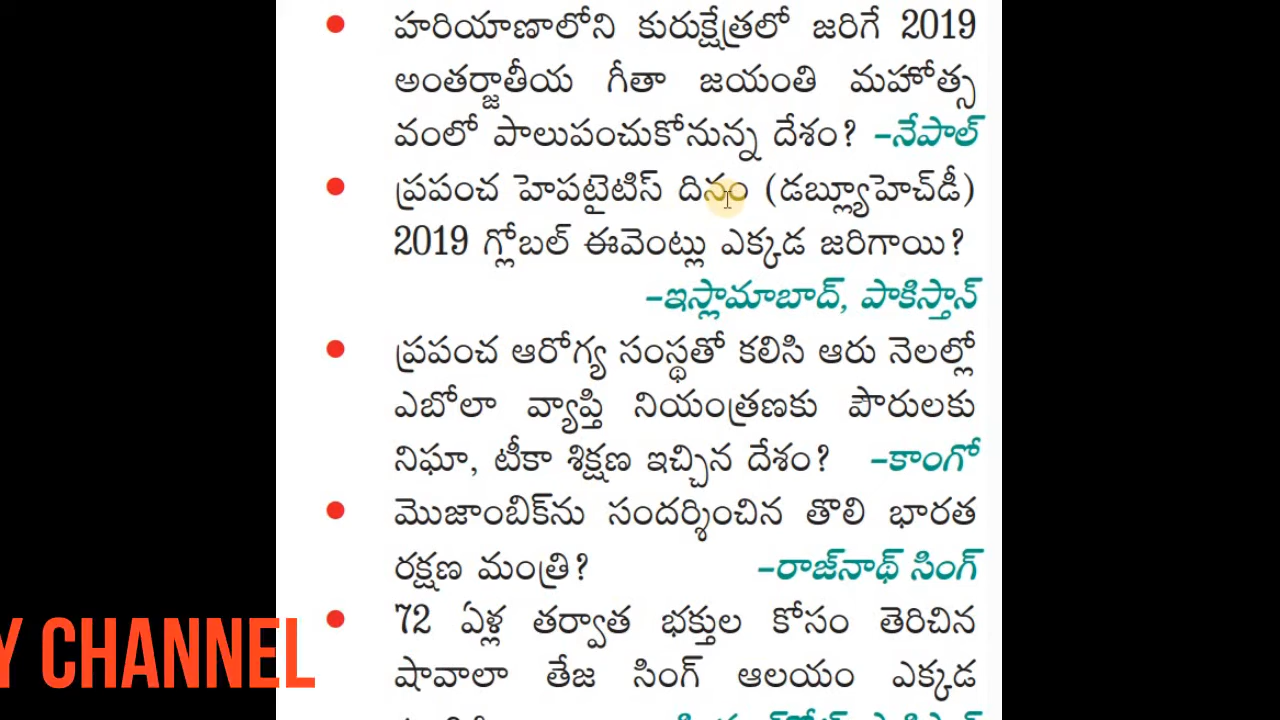 హరియాణాలోని కురుక్షేత్రలో జరిగే 2019
అంతర్జాతీయ గీతా జయంతి మహోత్స
వంలో పాలుపంచుకోనున్న దేశం? –నేపాల్
ప్రపంచ హెపటైటిస్ దినం (డబ్ల్యూహెచ్‌డీ)
2019 గ్లోబల్ ఈవెంట్లు ఎక్కడ జరిగాయి?
–ఇస్లామాబాద్, పాకిస్తాన్
ప్రపంచ ఆరోగ్య సంస్థతో కలిసి ఆరు నెలల్లో
ఎబోలా వ్యాప్తి నియంత్రణకు పౌరులకు
నిఘా, టీకా శిక్షణ ఇచ్చిన దేశం? –కాంగో
మొజాంబిక్‌ను సందర్శించిన తొలి భారత
రక్షణ మంత్రి? –రాజ్‌నాథ్ సింగ్
72 ఏళ్ల తర్వాత భక్తుల కోసం తెరిచిన
షావాలా తేజ సింగ్ ఆలయం ఎక్కడ
Y CHANNEL